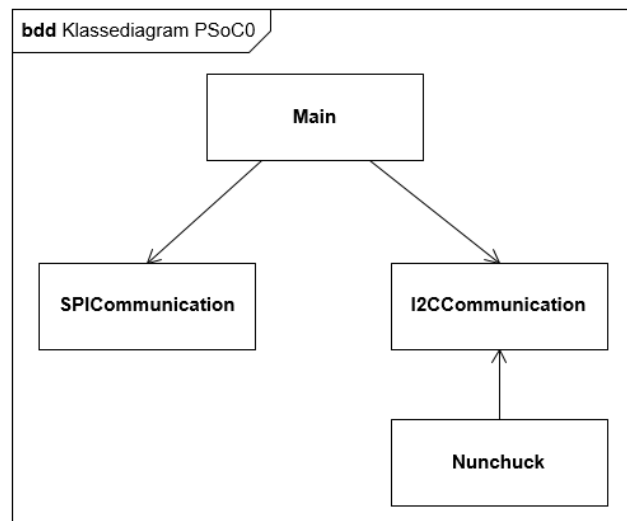 bdd Klassediagram PSoC0
Main
SPICommunication
I2CCommunication
Nunchuck